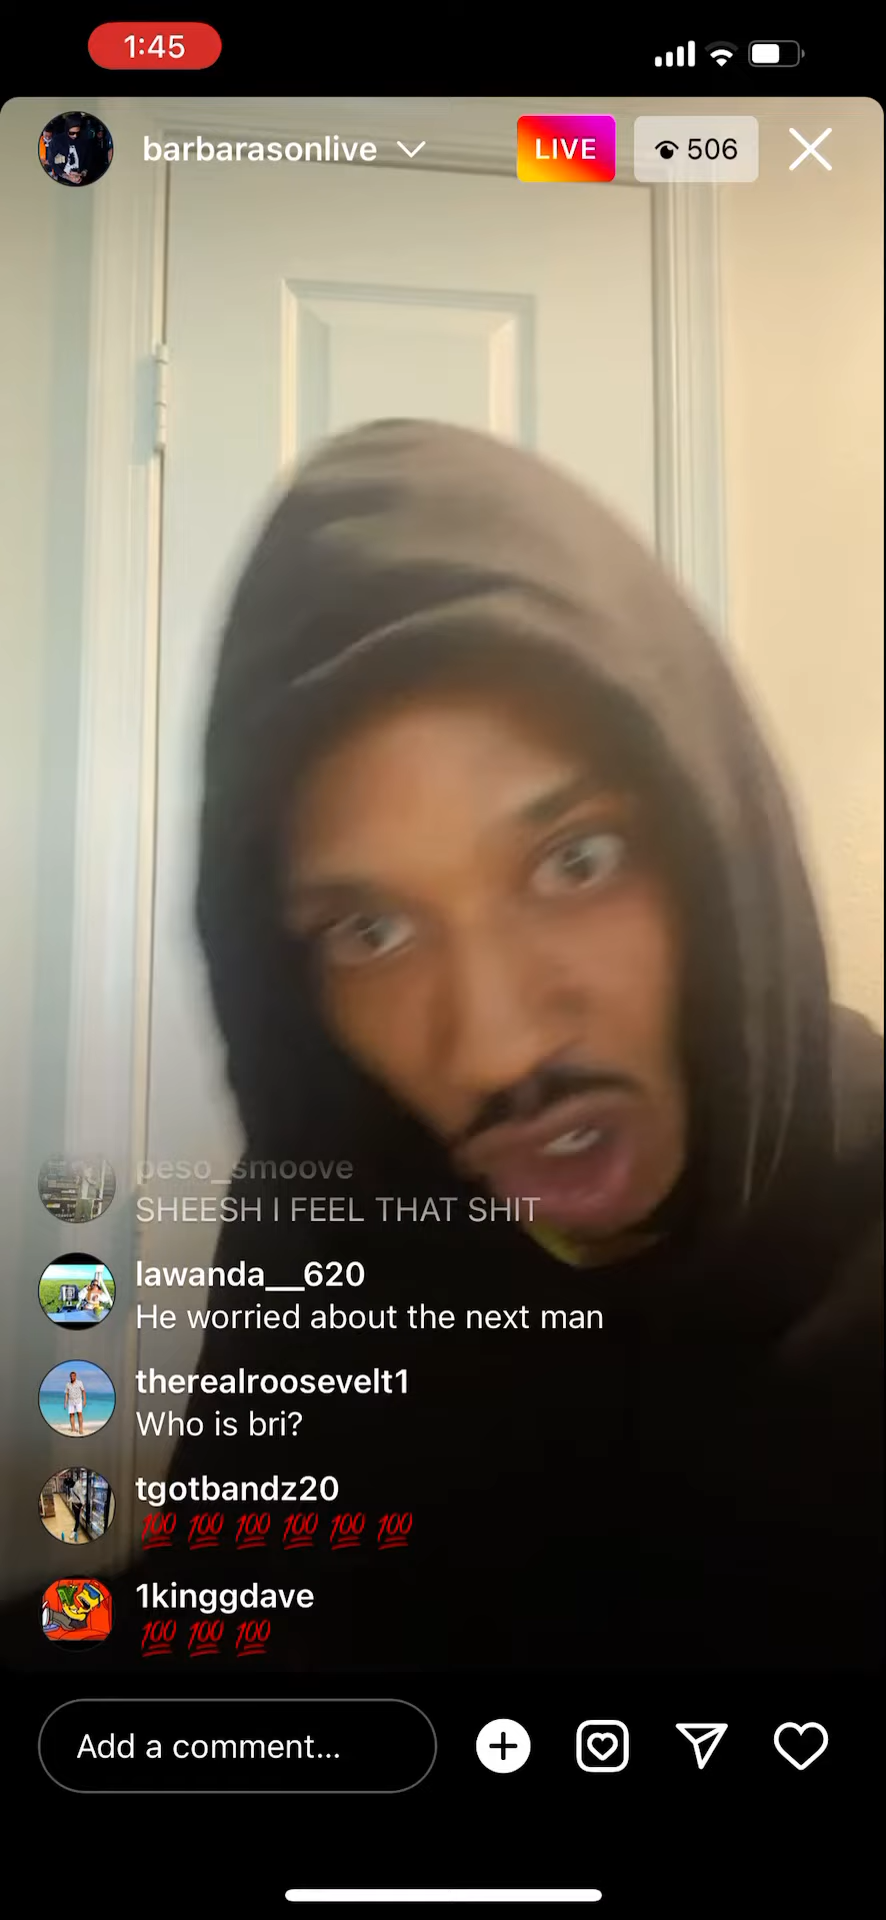 1:45
barbarasonlive
LIVE
506
peso_smoove
SHEESH I FEEL THAT SHIT
lawanda__620
He worried about the next man
therealroosevelt1
Who is bri?
tgotbandz20
💯 💯 💯 💯 💯 💯
1kinggdave
💯 💯 💯
Add a comment...